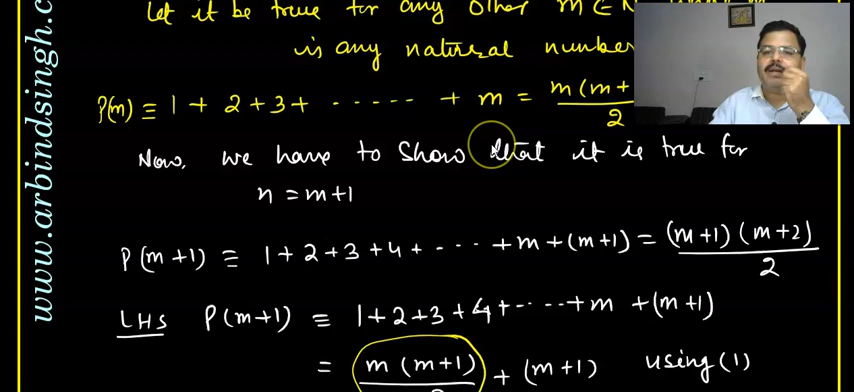 www.arbindsingh.
Let it be true for any other m ∈ N
is any natural number
P(m) ≡ 1 + 2 + 3 + ...... + m = m(m+ / 2
Now, we have to show that it is true for
n = m+1
P(m+1) ≡ 1 + 2 + 3 + 4 + ... + m + (m+1) = (m+1)(m+2) / 2
LHS P(m+1) ≡ 1 + 2 + 3 + 4 + ... + m + (m+1)
= m(m+1) + (m+1) using (1)